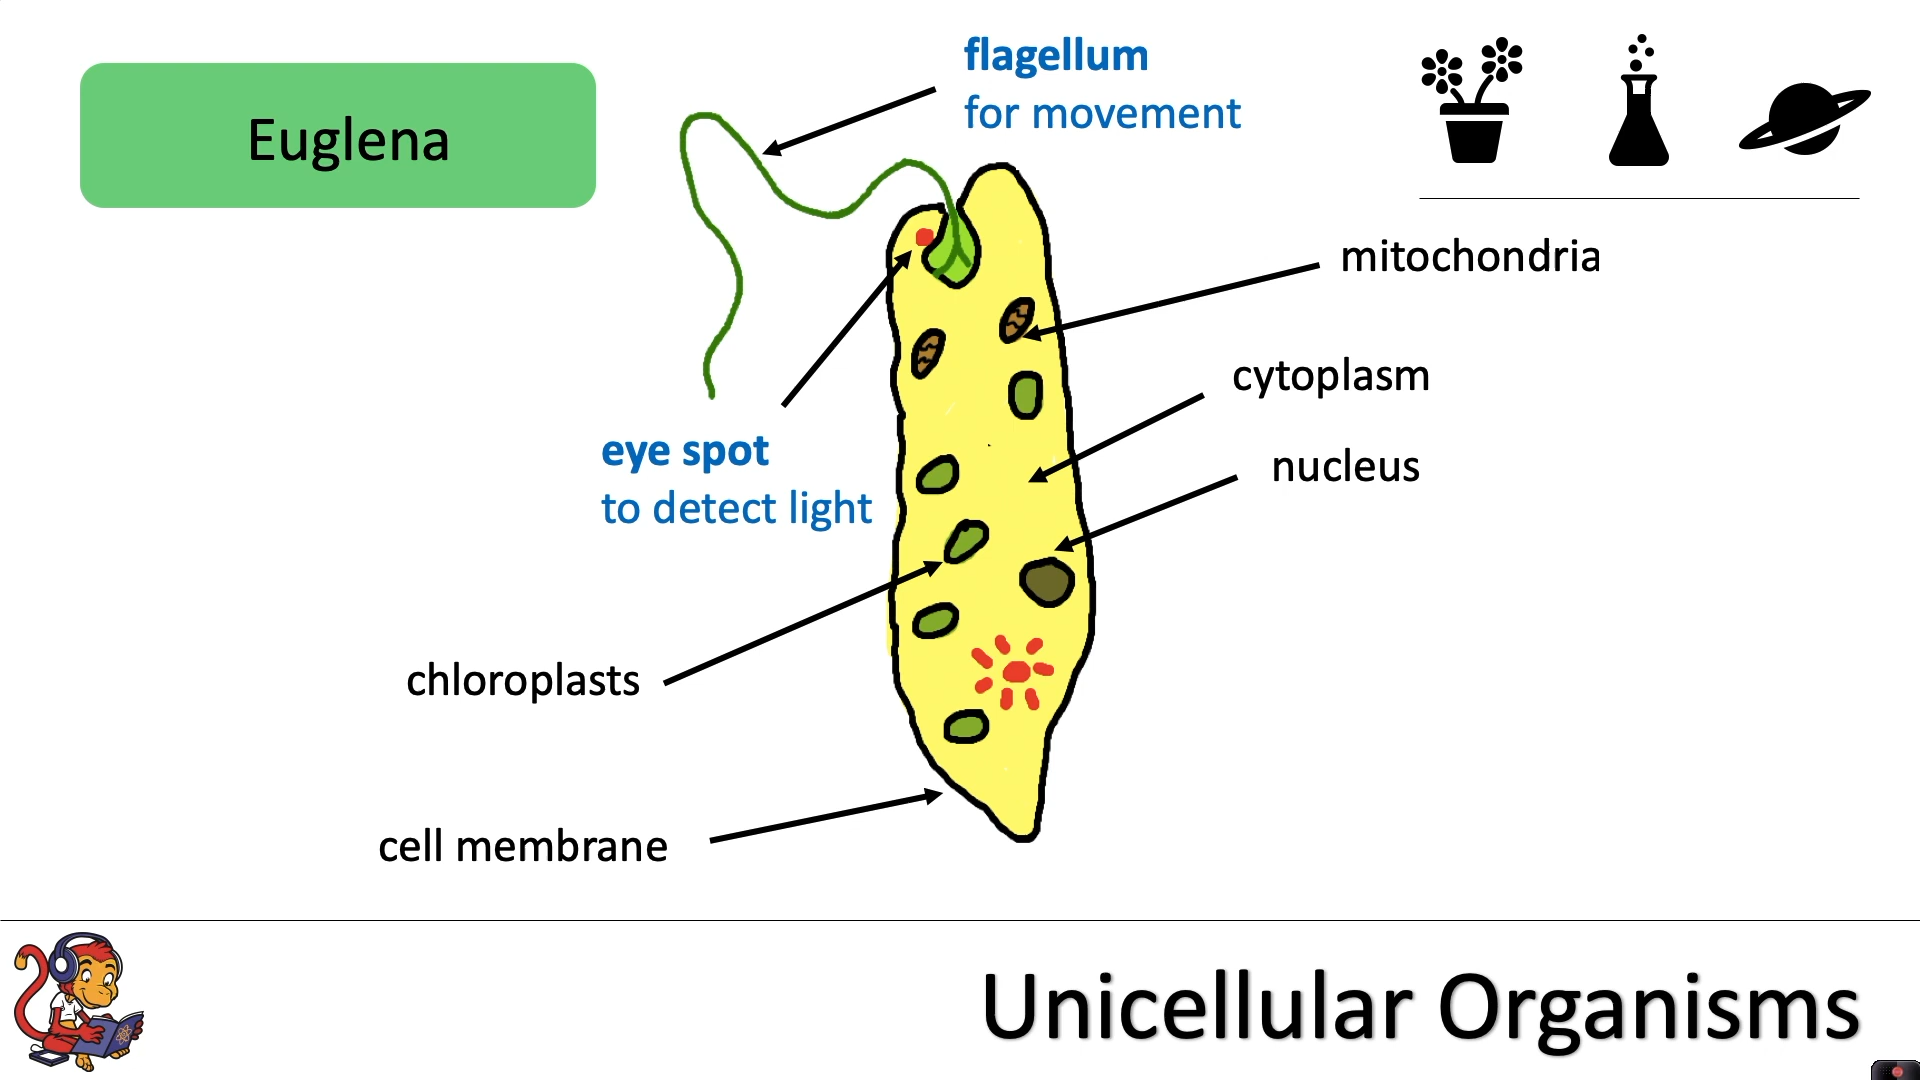 Euglena
flagellum
for movement
mitochondria
cytoplasm
nucleus
eye spot
to detect light
chloroplasts
cell membrane
Unicellular Organisms